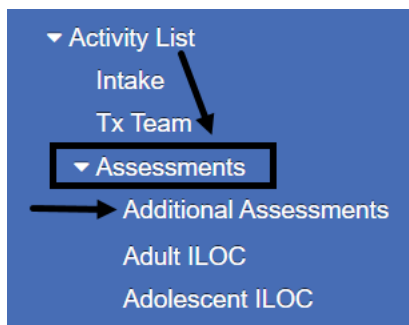 Activity List
Intake
Tx Team
Assessments
Additional Assessments
Adult ILOC
Adolescent ILOC